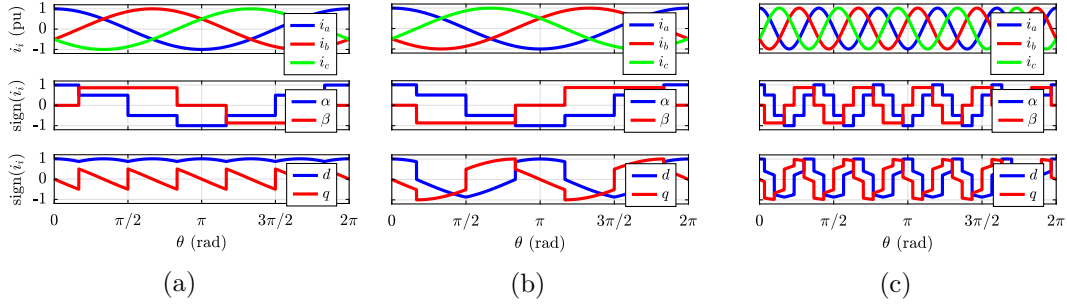 i_i (pu)
1
0
-1
i_a
i_b
i_c
i_a
i_b
i_c
i_a
i_b
i_c
sign(i_i)
1
0
-1
α
β
α
β
α
β
sign(i_i)
1
0
-1
d
q
d
q
d
q
0 π/2 π 3π/2 2π
0 π/2 π 3π/2 2π
0 π/2 π 3π/2 2π
θ (rad)
θ (rad)
θ (rad)
(a)
(b)
(c)